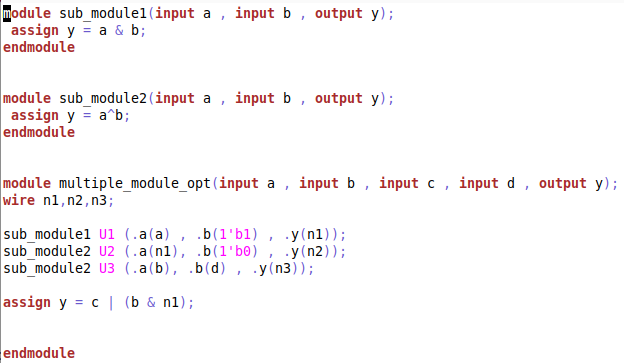 module sub_module1(input a , input b , output y);
assign y = a & b;
endmodule
module sub_module2(input a , input b , output y);
assign y = a^b;
endmodule
module multiple_module_opt(input a , input b , input c , input d , output y);
wire n1,n2,n3;
sub_module1 U1 (.a(a) , .b(1'b1) , .y(n1));
sub_module2 U2 (.a(n1), .b(1'b0) , .y(n2));
sub_module2 U3 (.a(b), .b(d) , .y(n3));
assign y = c | (b & n1);
endmodule